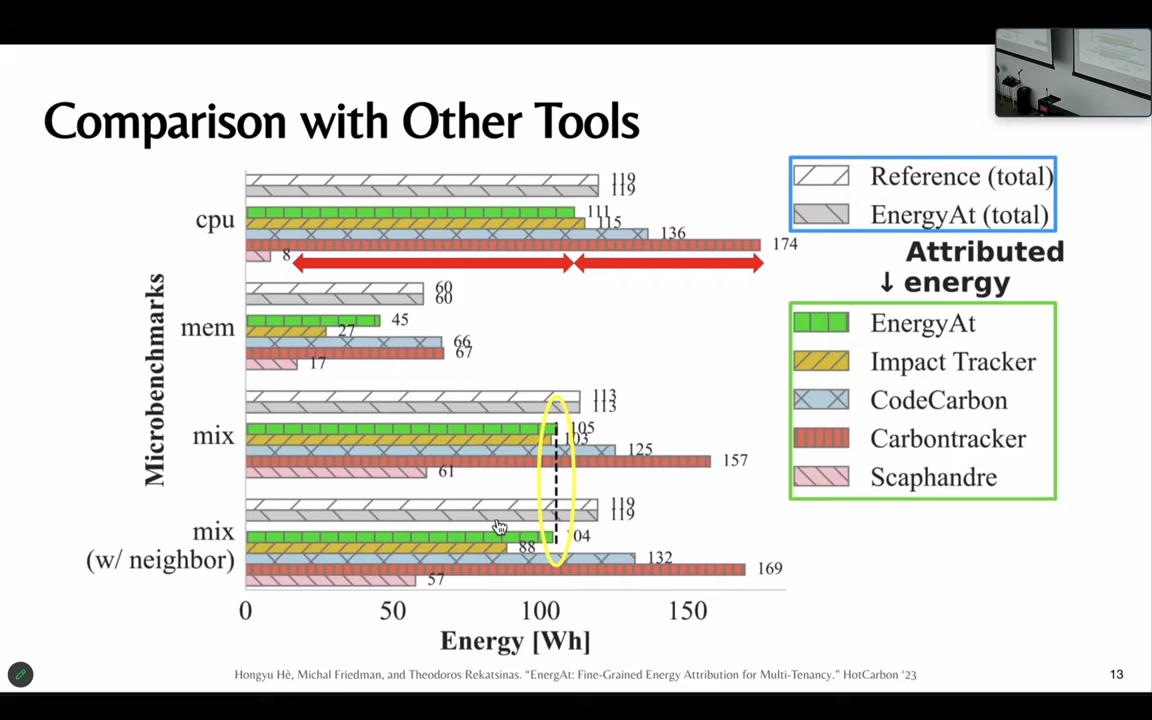 Comparison with Other Tools
119
119
cpu
111
115
136
174
8
60
60
mem
45
27
66
67
17
113
113
mix
105
103
125
157
61
119
119
mix
(w/ neighbor)
104
88
132
169
57
0 50 100 150
Energy [Wh]
Microbenchmarks
Reference (total)
EnergyAt (total)
Attributed
↓ energy
EnergyAt
Impact Tracker
CodeCarbon
Carbontracker
Scaphandre
Hongyu Hè, Michal Friedman, and Theodoros Rekatsinas. “EnergAt: Fine-Grained Energy Attribution for Multi-Tenancy.” HotCarbon ‘23
13